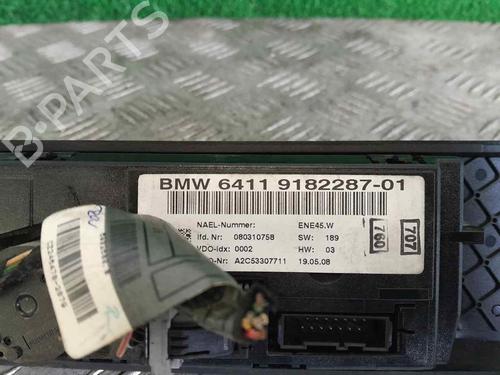 BMW 6411 9182287-01
NAEL-Nummer: ENE45.W
lfd. Nr: 080310758 SW: 189
VDO-Idx: 0002 HW: 03
O-Nr: A2C53307711 19.05.08
760
707
B PARTS